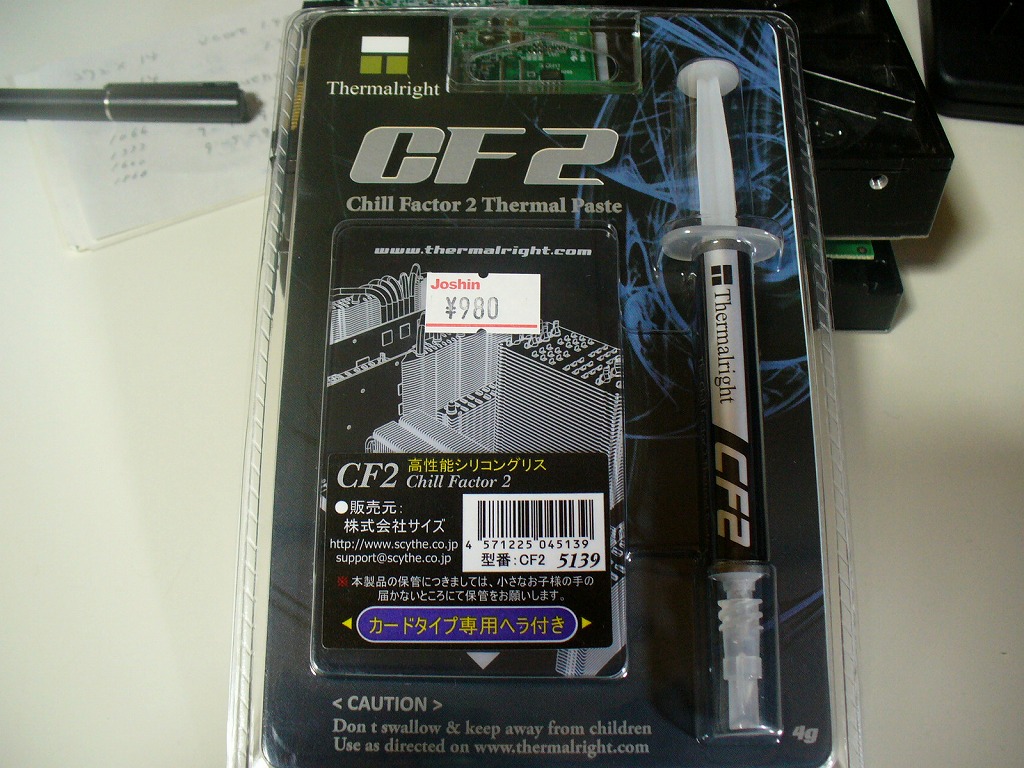 Thermalright
CF2
Chill Factor 2 Thermal Paste
www.thermalright.com
Joshin
¥980
CF2 高性能シリコングリス
Chill Factor 2
●販売元:
株式会社サイズ
http://www.scythe.co.jp
support@scythe.co.jp
4 571225 045139
型番:CF2 5139
※本製品の保管につきましては、小さなお子様の手の
届かないところにて保管をお願いします。
カードタイプ専用ヘラ付き
Thermalright CF2
< CAUTION >
Don t swallow & keep away from children
Use as directed on www.thermalright.com
4g